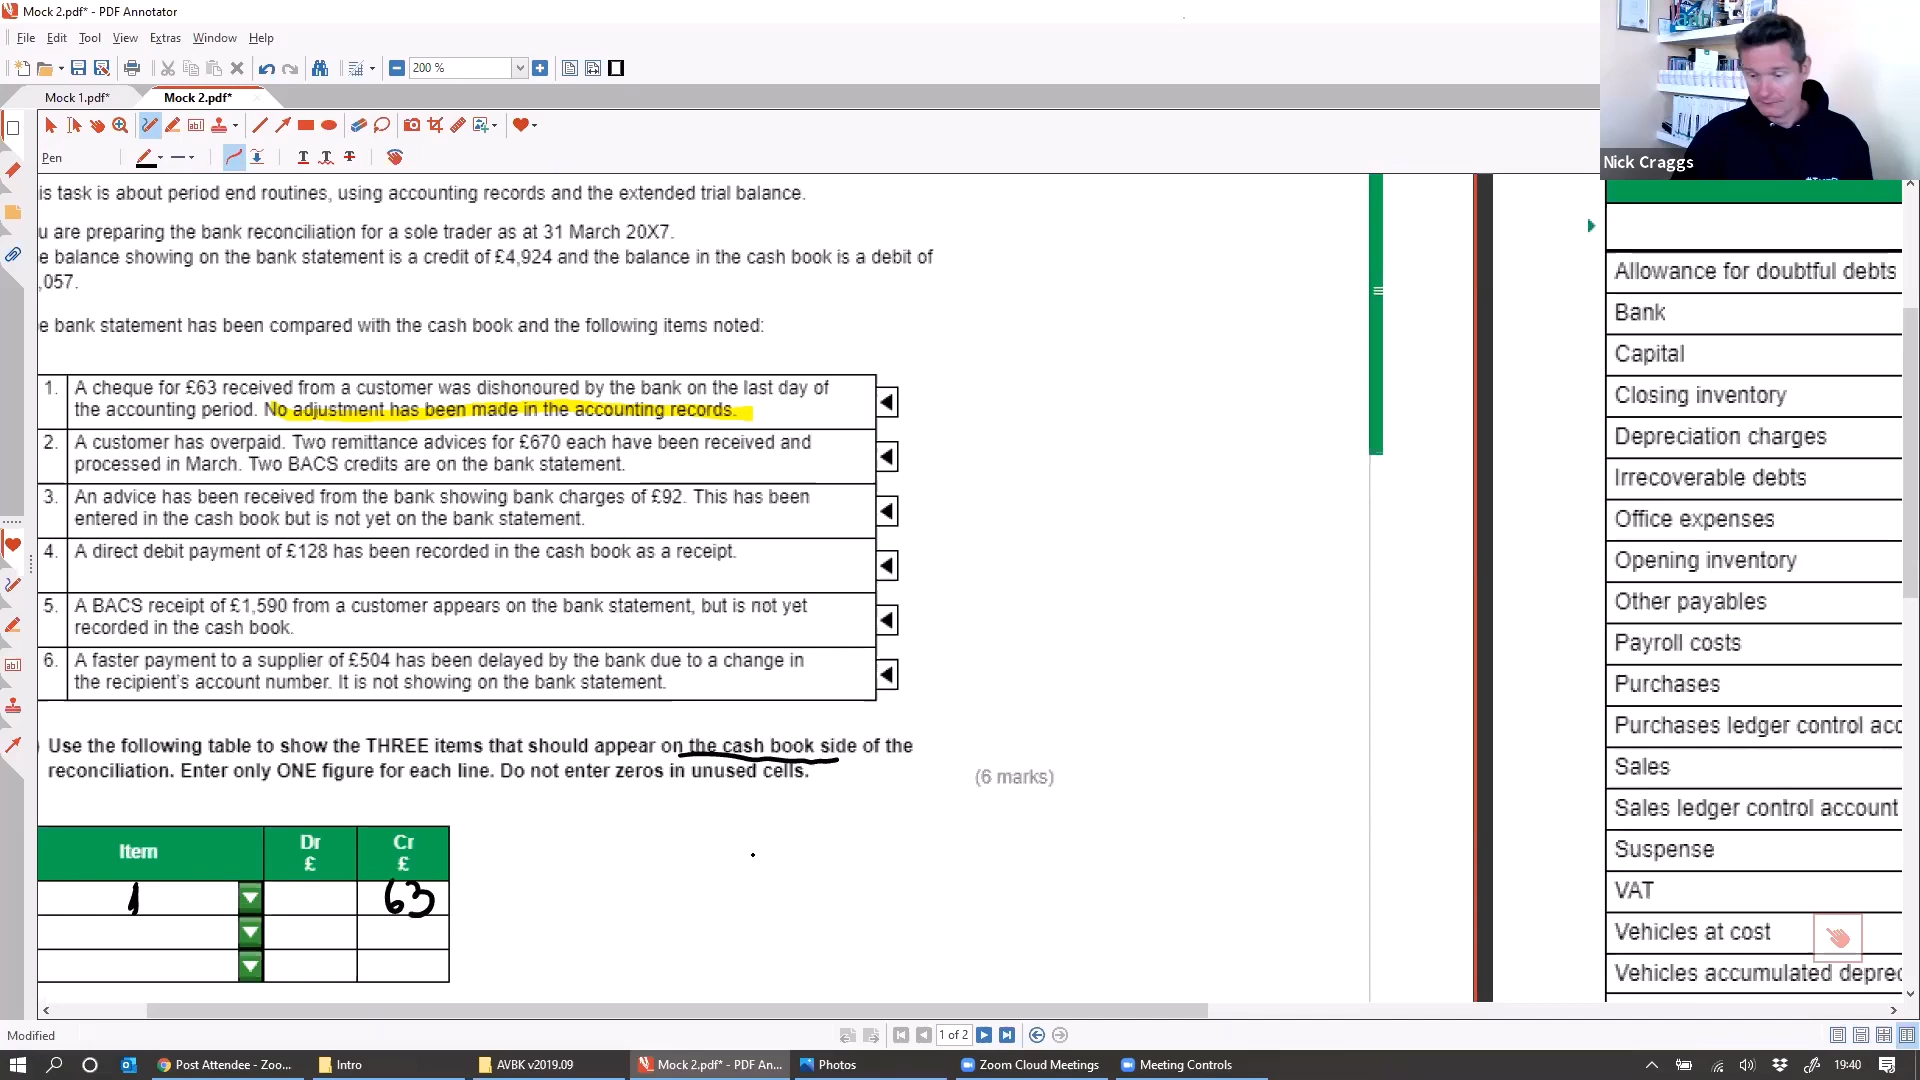 Mock 2.pdf* - PDF Annotator
File Edit Tool View Extras Window Help
200 %
Mock 1.pdf* Mock 2.pdf*
Pen
Nick Craggs
is task is about period end routines, using accounting records and the extended trial balance.
u are preparing the bank reconciliation for a sole trader as at 31 March 20X7.
e balance showing on the bank statement is a credit of £4,924 and the balance in the cash book is a debit of
,057.
e bank statement has been compared with the cash book and the following items noted:
1. A cheque for £63 received from a customer was dishonoured by the bank on the last day of
the accounting period. No adjustment has been made in the accounting records.
2. A customer has overpaid. Two remittance advices for £670 each have been received and
processed in March. Two BACS credits are on the bank statement.
3. An advice has been received from the bank showing bank charges of £92. This has been
entered in the cash book but is not yet on the bank statement.
4. A direct debit payment of £128 has been recorded in the cash book as a receipt.
5. A BACS receipt of £1,590 from a customer appears on the bank statement, but is not yet
recorded in the cash book.
6. A faster payment to a supplier of £504 has been delayed by the bank due to a change in
the recipient's account number. It is not showing on the bank statement.
Use the following table to show the THREE items that should appear on the cash book side of the
reconciliation. Enter only ONE figure for each line. Do not enter zeros in unused cells.
(6 marks)
Item Dr £ Cr £
1 63
Allowance for doubtful debts
Bank
Capital
Closing inventory
Depreciation charges
Irrecoverable debts
Office expenses
Opening inventory
Other payables
Payroll costs
Purchases
Purchases ledger control acc
Sales
Sales ledger control account
Suspense
VAT
Vehicles at cost
Vehicles accumulated deprec
Modified
1 of 2
Post Attendee - Zoo... Intro AVBK v2019.09 Mock 2.pdf* - PDF An... Photos Zoom Cloud Meetings Meeting Controls 19:40